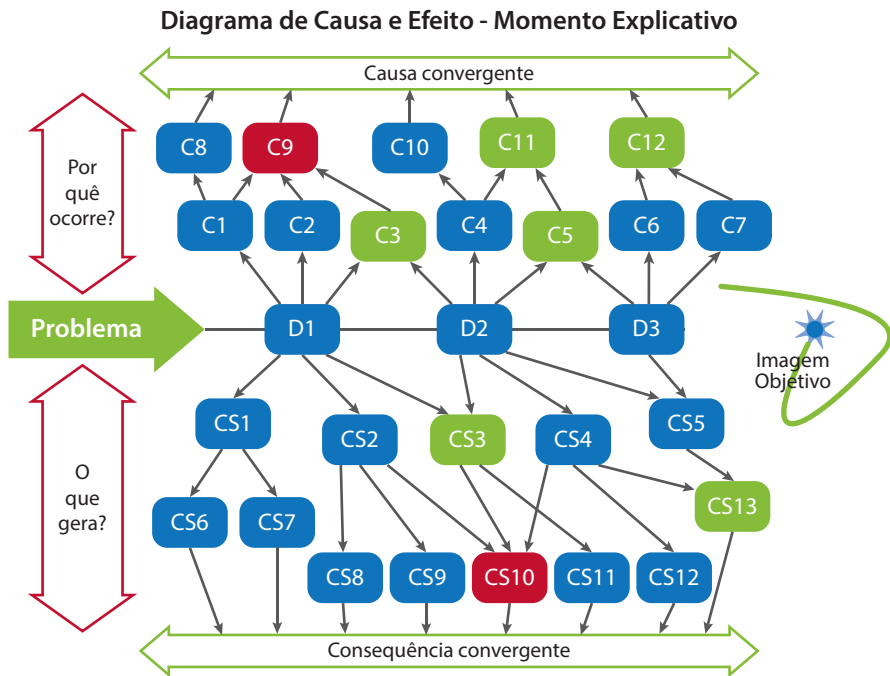 Diagrama de Causa e Efeito - Momento Explicativo
Causa convergente
Por
quê
ocorre?
C8
C9
C10
C11
C12
C1
C2
C3
C4
C5
C6
C7
Problema
D1
D2
D3
Imagem
Objetivo
O
que
gera?
CS1
CS2
CS3
CS4
CS5
CS6
CS7
CS13
CS8
CS9
CS10
CS11
CS12
Consequência convergente